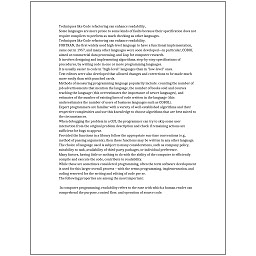 Techniques like Code refactoring can enhance readability.
Some languages are more prone to some kinds of faults because their specification does not
require compilers to perform as much checking as other languages.
Techniques like Code refactoring can enhance readability.
FORTRAN, the first widely used high-level language to have a functional implementation,
came out in 1957, and many other languages were soon developed—in particular, COBOL
aimed at commercial data processing, and Lisp for computer research.
It involves designing and implementing algorithms, step-by-step specifications of
procedures, by writing code in one or more programming languages.
It is usually easier to code in "high-level" languages than in "low-level" ones.
Text editors were also developed that allowed changes and corrections to be made much
more easily than with punched cards.
Methods of measuring programming language popularity include: counting the number of
job advertisements that mention the language, the number of books sold and courses
teaching the language (this overestimates the importance of newer languages), and
estimates of the number of existing lines of code written in the language (this
underestimates the number of users of business languages such as COBOL).
Expert programmers are familiar with a variety of well-established algorithms and their
respective complexities and use this knowledge to choose algorithms that are best suited to
the circumstances.
When debugging the problem in a GUI, the programmer can try to skip some user
interaction from the original problem description and check if remaining actions are
sufficient for bugs to appear.
Provided the functions in a library follow the appropriate run-time conventions (e.g.,
method of passing arguments), then these functions may be written in any other language.
The choice of language used is subject to many considerations, such as company policy,
suitability to task, availability of third-party packages, or individual preference.
Many factors, having little or nothing to do with the ability of the computer to efficiently
compile and execute the code, contribute to readability.
While these are sometimes considered programming, often the term software development
is used for this larger overall process – with the terms programming, implementation, and
coding reserved for the writing and editing of code per se.
The following properties are among the most important:
In computer programming, readability refers to the ease with which a human reader can
comprehend the purpose, control flow, and operation of source code.